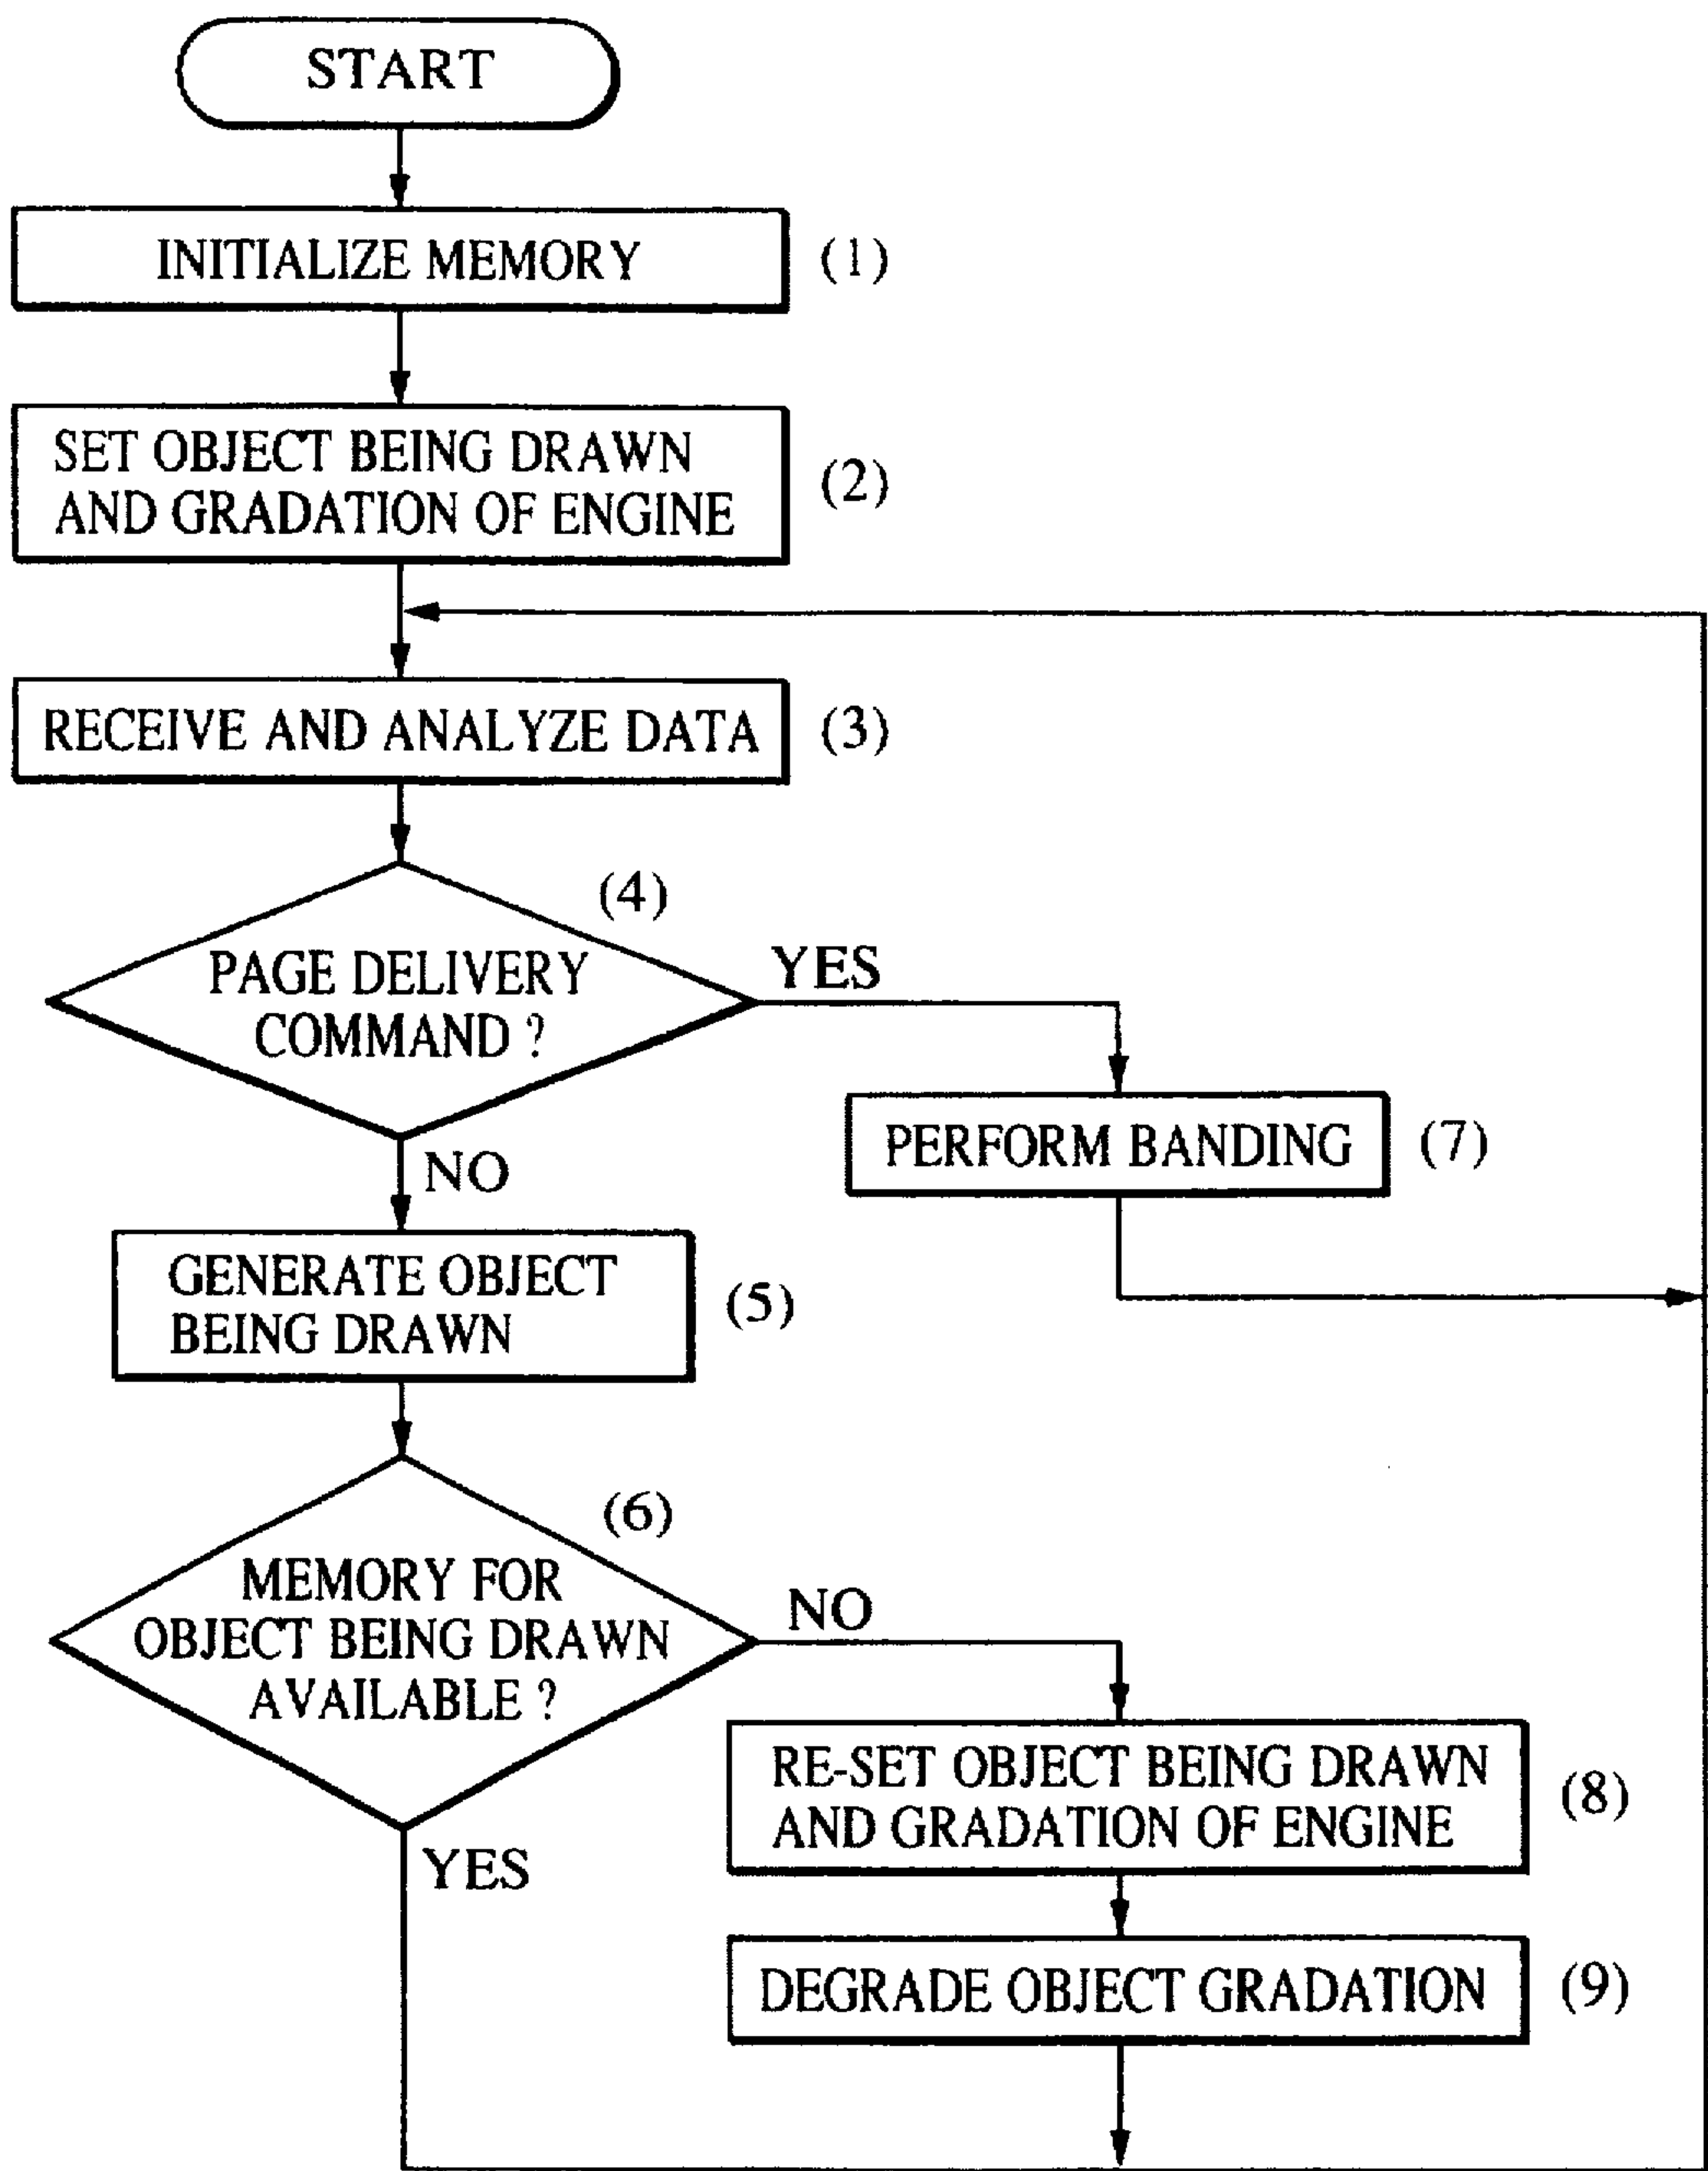 START
INITIALIZE MEMORY (1)
SET OBJECT BEING DRAWN
AND GRADATION OF ENGINE
(2)
RECEIVE AND ANALYZE DATA (3)
(4)
PAGE DELIVERY
COMMAND ?
YES
NO
PERFORM BANDING (7)
GENERATE OBJECT
BEING DRAWN
(5)
(6)
MEMORY FOR
OBJECT BEING DRAWN
AVAILABLE ?
NO
YES
RE-SET OBJECT BEING DRAWN
AND GRADATION OF ENGINE
(8)
DEGRADE OBJECT GRADATION (9)